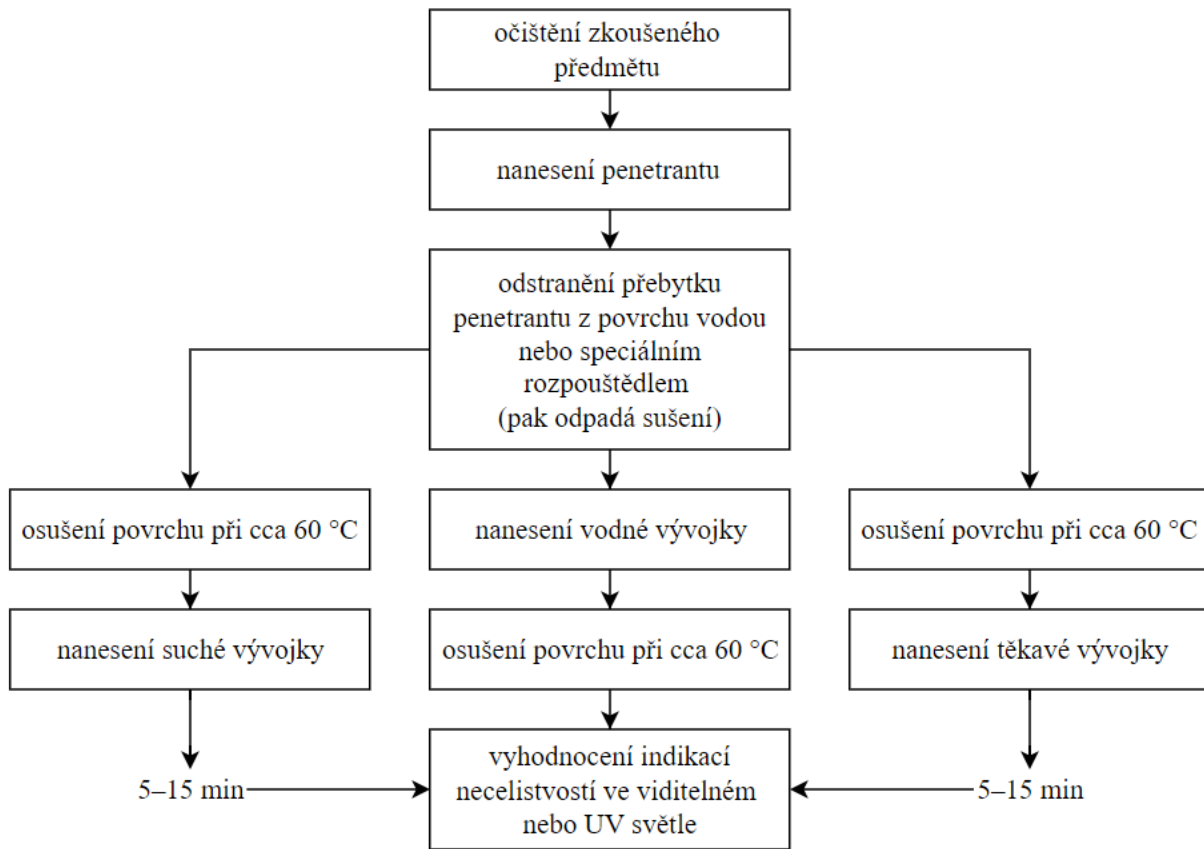 očištění zkoušeného
předmětu
nanesení penetrantu
odstranění přebytku
penetrantu z povrchu vodou
nebo speciálním
rozpouštědlem
(pak odpadá sušení)
osušení povrchu při cca 60 °C
nanesení vodné vývojky
osušení povrchu při cca 60 °C
nanesení suché vývojky
osušení povrchu při cca 60 °C
nanesení těkavé vývojky
5–15 min
vyhodnocení indikací
necelistvostí ve viditelném
nebo UV světle
5–15 min